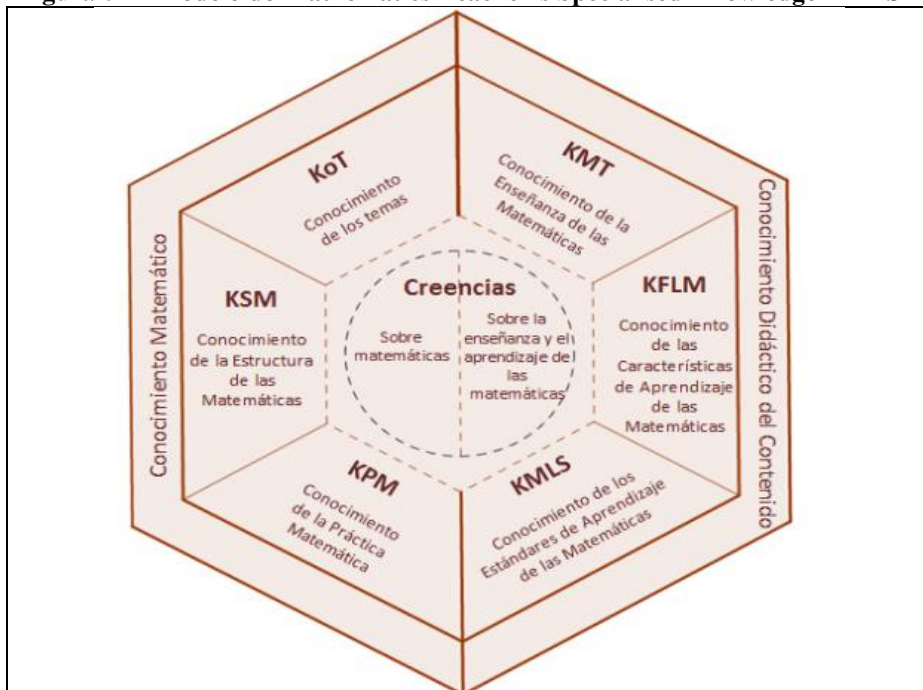 KoT
Conocimiento
de los temas
KMT
Conocimiento de la
Enseñanza de las
Matemáticas
Conocimiento Matemático
KSM
Conocimiento
de la Estructura
de las
Matemáticas
Creencias
Sobre
matemáticas
Sobre la
enseñanza y el
aprendizaje de
las
matemáticas
KFLM
Conocimiento
de las
Características
de Aprendizaje
de las
Matemáticas
Conocimiento Didáctico del Contenido
KPM
Conocimiento
de la Práctica
Matemática
KMLS
Conocimiento de los
Estándares de Aprendizaje
de las Matemáticas